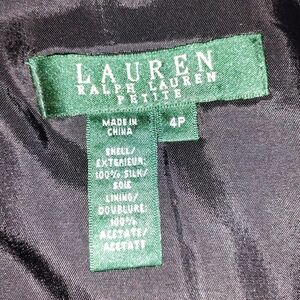 LAUREN
RALPH LAUREN
PETITE
MADE IN
CHINA
4P
SHELL/
EXTERIEUR:
100% SILK/
SOIE
LINING/
DOUBLURE:
100%
ACETATE/
ACETATE